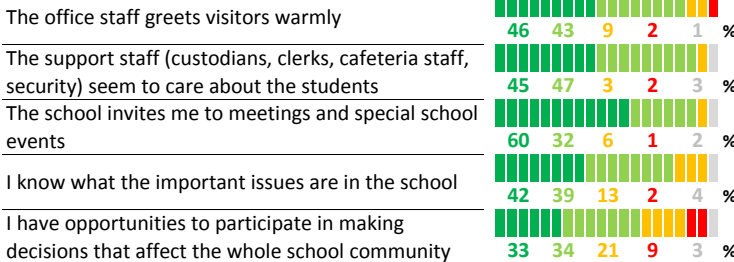 The office staff greets visitors warmly
46 43 9 2 1 %
The support staff (custodians, clerks, cafeteria staff,
security) seem to care about the students
45 47 3 2 3 %
The school invites me to meetings and special school
events
60 32 6 1 2 %
I know what the important issues are in the school
42 39 13 2 4 %
I have opportunities to participate in making
decisions that affect the whole school community
33 34 21 9 3 %